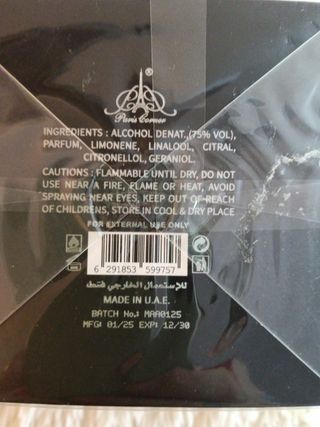 Paris Corner
INGREDIENTS : ALCOHOL DENAT.,(75% VOL),
PARFUM, LIMONENE, LINALOOL, CITRAL,
CITRONELLOL, GERANIOL.
CAUTIONS : FLAMMABLE UNTIL DRY, DO NOT
USE NEAR A FIRE, FLAME OR HEAT, AVOID
SPRAYING NEAR EYES, KEEP OUT OF REACH
OF CHILDRENS, STORE IN COOL & DRY PLACE
FOR EXTERNAL USE ONLY
6 291853 599757
للإستعمال الخارجي فقط
MADE IN U.A.E.
BATCH No.: MAA0125
MFG: 01/25 EXP: 12/30